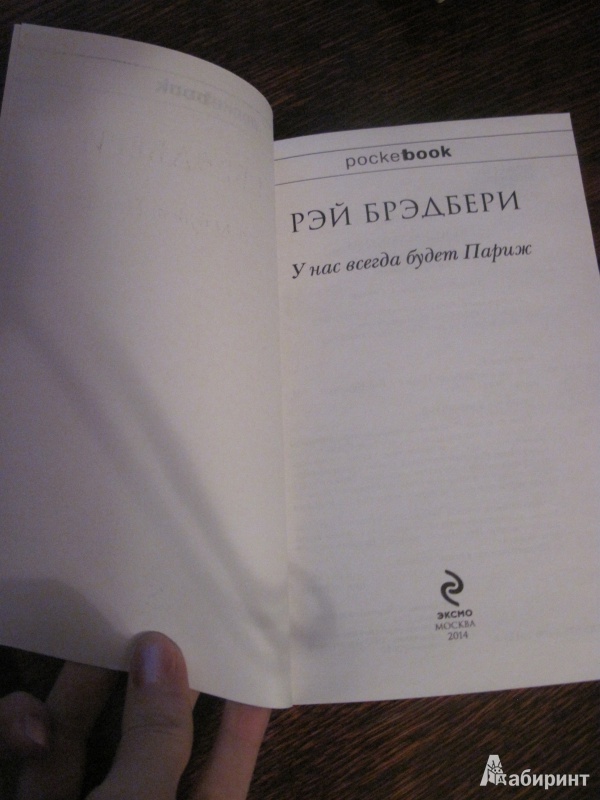 pocketbook
РЭЙ БРЭДБЕРИ
У нас всегда будет Париж
ЭКСМО
МОСКВА
2014
Лабиринт